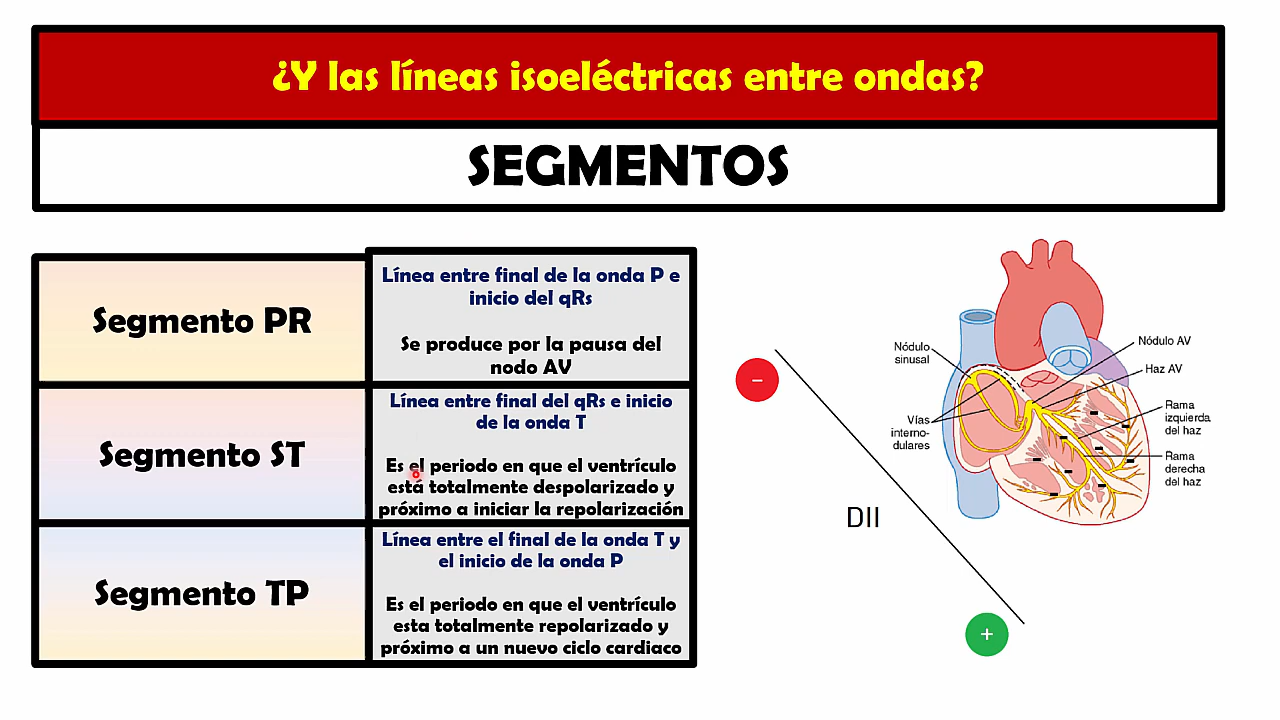 ¿Y las líneas isoeléctricas entre ondas?
SEGMENTOS
Segmento PR
Línea entre final de la onda P e
inicio del qRs
Se produce por la pausa del
nodo AV
Segmento ST
Línea entre final del qRs e inicio
de la onda T
Es el periodo en que el ventrículo
está totalmente despolarizado y
próximo a iniciar la repolarización
Segmento TP
Línea entre el final de la onda T y
el inicio de la onda P
Es el periodo en que el ventrículo
esta totalmente repolarizado y
próximo a un nuevo ciclo cardiaco
−
DII
+
Nódulo
sinusal
Vías
interno-
dulares
Nódulo AV
Haz AV
Rama
izquierda
del haz
Rama
derecha
del haz